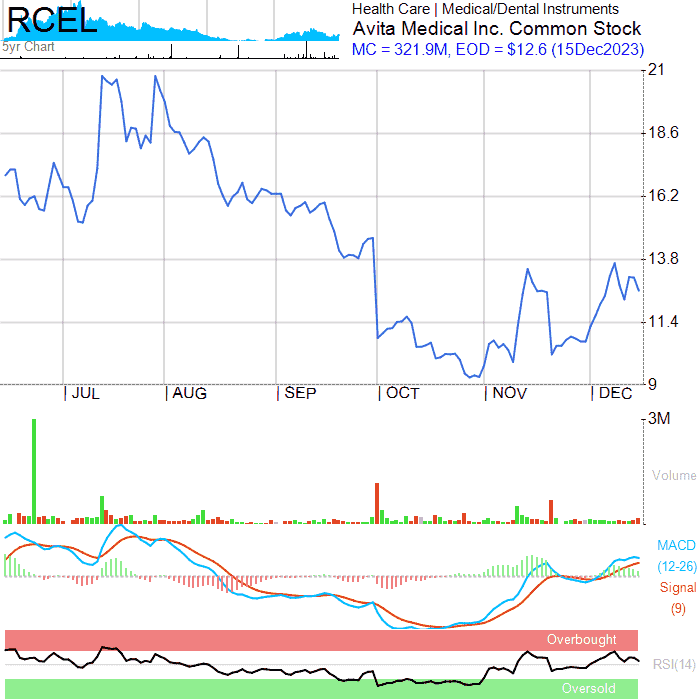 RCEL
5yr Chart
Health Care | Medical/Dental Instruments
Avita Medical Inc. Common Stock
MC = 321.9M, EOD = $12.6 (15Dec2023)
21
18.6
16.2
13.8
11.4
9
| JUL | AUG | SEP | OCT | NOV | DEC
3M
Volume
MACD
(12-26)
Signal
(9)
Overbought
RSI(14)
Oversold